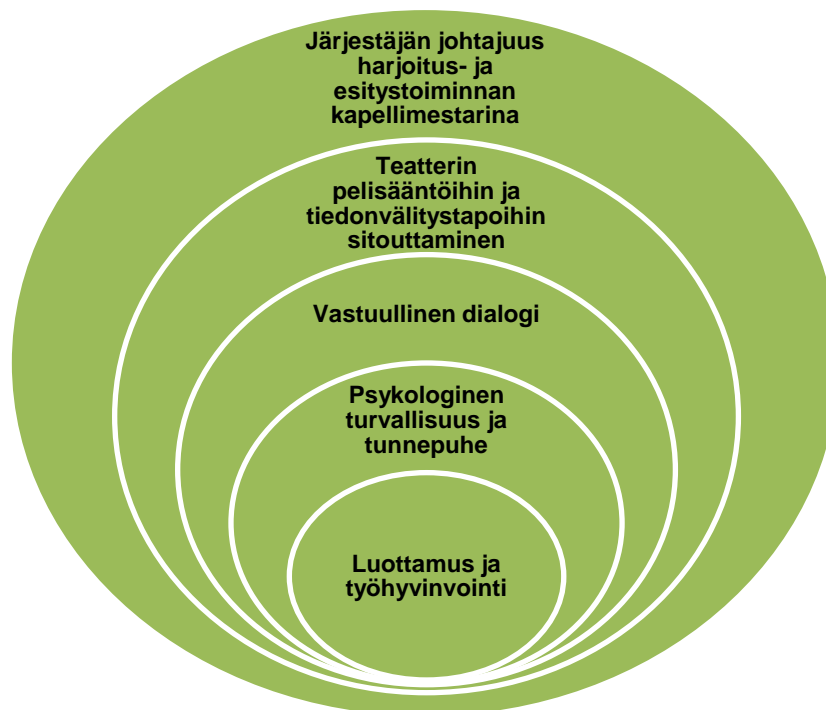 Järjestäjän johtajuus
harjoitus- ja
esitystoiminnan
kapellimestarina
Teatterin
pelisääntöihin ja
tiedonvälitystapoihin
sitouttaminen
Vastuullinen dialogi
Psykologinen
turvallisuus ja
tunnepuhe
Luottamus ja
työhyvinvointi